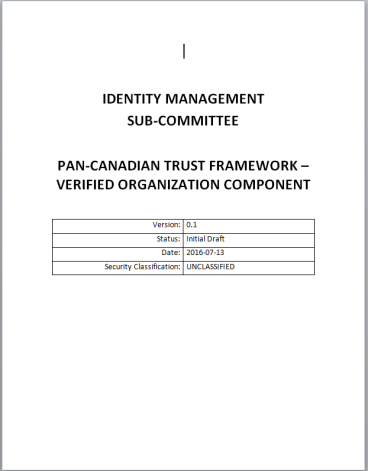 IDENTITY MANAGEMENT
SUB-COMMITTEE
PAN-CANADIAN TRUST FRAMEWORK –
VERIFIED ORGANIZATION COMPONENT
Version: 0.1
Status: Initial Draft
Date: 2016-07-13
Security Classification: UNCLASSIFIED